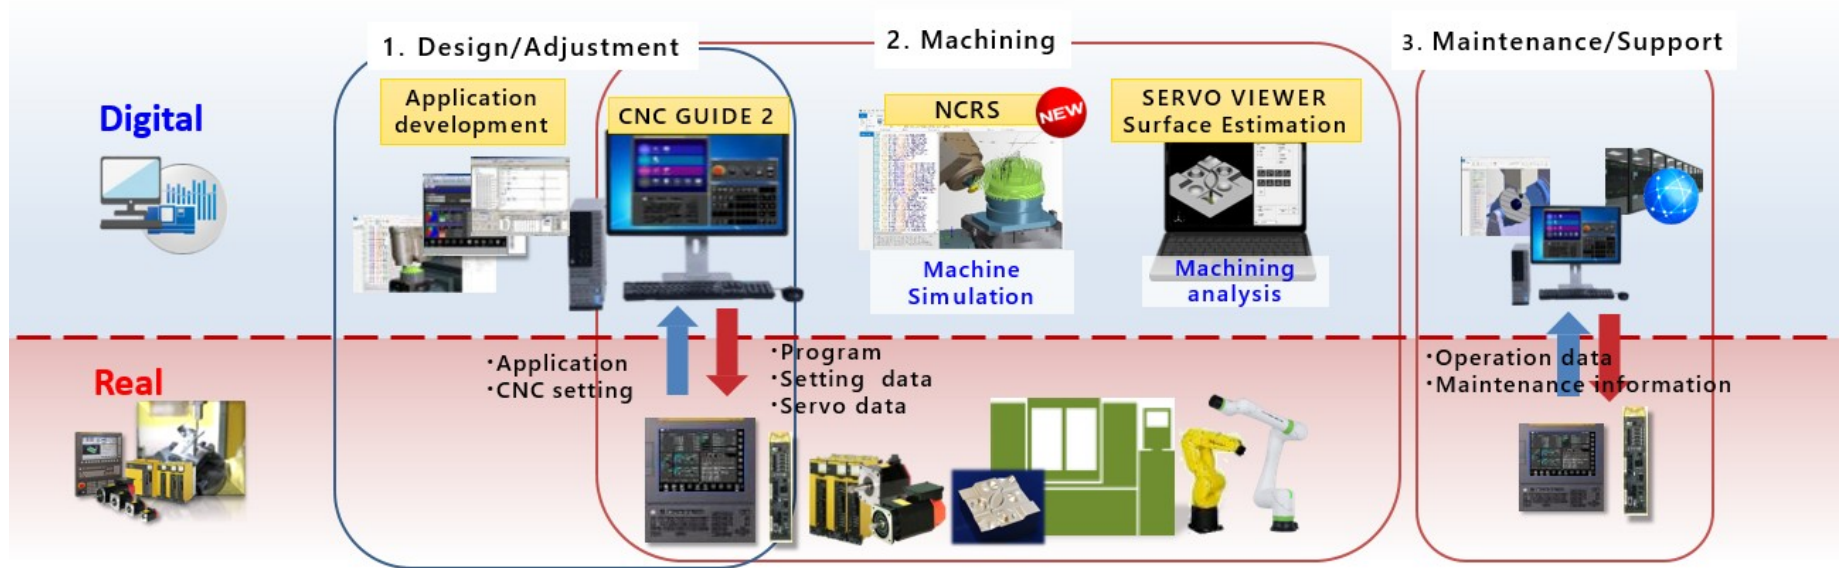 1. Design/Adjustment
2. Machining
3. Maintenance/Support
Digital
Application
development
CNC GUIDE 2
NCRS
NEW
SERVO VIEWER
Surface Estimation
Machine
Simulation
Machining
analysis
Real
・Application
・CNC setting
・Program
・Setting data
・Servo data
・Operation data
・Maintenance information